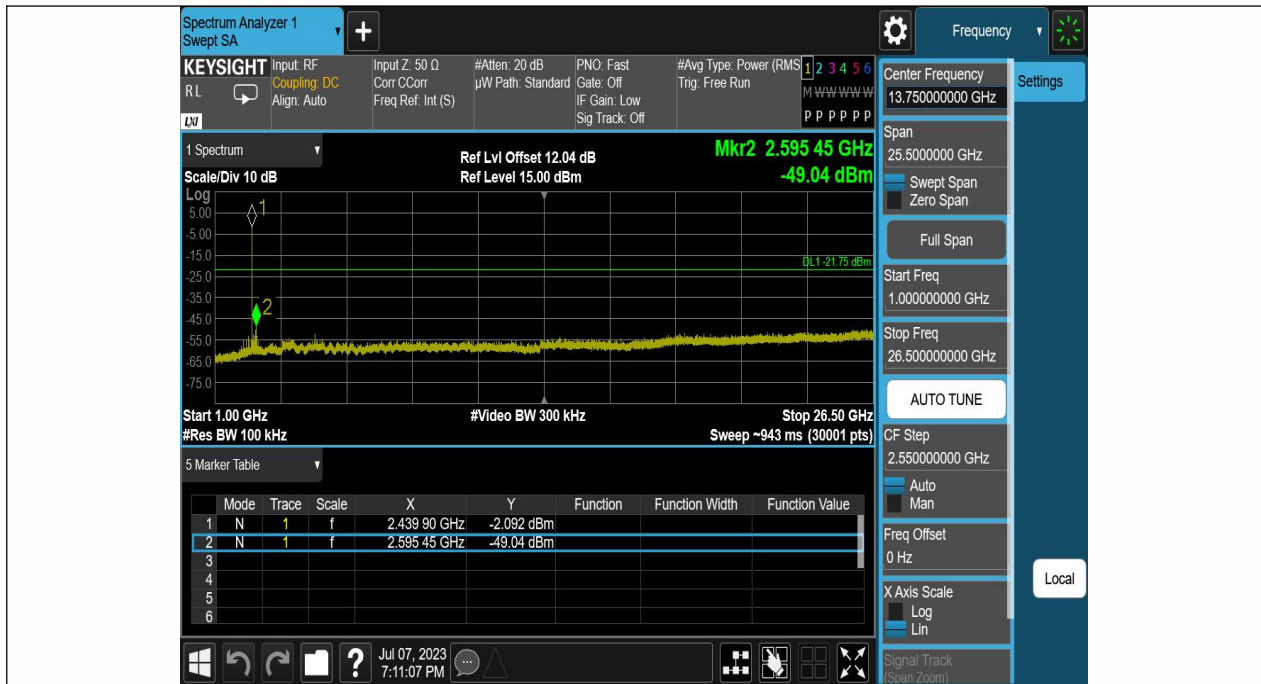 Spectrum Analyzer 1
Swept SA
+
Frequency
KEYSIGHT
R L
LXI
Input: RF
Coupling: DC
Align: Auto
Input Z: 50 Ω
Corr CCorr
Freq Ref: Int (S)
#Atten: 20 dB
µW Path: Standard
PNO: Fast
Gate: Off
IF Gain: Low
Sig Track: Off
#Avg Type: Power (RMS
Trig: Free Run
1 2 3 4 5 6
M W W W W W
P P P P P P
1 Spectrum
Scale/Div 10 dB
Ref Lvl Offset 12.04 dB
Ref Level 15.00 dBm
Mkr2 2.595 45 GHz
-49.04 dBm
Log
5.00
-5.00
-15.0
-25.0
-35.0
-45.0
-55.0
-65.0
-75.0
1
2
DL1 -21.75 dBm
Start 1.00 GHz
#Res BW 100 kHz
#Video BW 300 kHz
Stop 26.50 GHz
Sweep ~943 ms (30001 pts)
5 Marker Table
Mode Trace Scale X Y Function Function Width Function Value
1 N 1 f 2.439 90 GHz -2.092 dBm
2 N 1 f 2.595 45 GHz -49.04 dBm
3
4
5
6
?
Jul 07, 2023
7:11:07 PM
Center Frequency
13.750000000 GHz
Span
25.5000000 GHz
Swept Span
Zero Span
Full Span
Start Freq
1.000000000 GHz
Stop Freq
26.500000000 GHz
AUTO TUNE
CF Step
2.550000000 GHz
Auto
Man
Freq Offset
0 Hz
X Axis Scale
Log
Lin
Signal Track
(Span Zoom)
Settings
Local